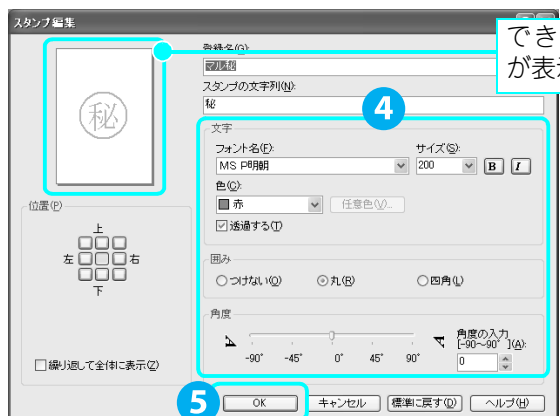 スタンプ編集
でき
が表示
登録名(G):
マル秘
スタンプの文字列(N):
秘
秘
4
文字
フォント名(F):
サイズ(S):
MS P明朝
200
B
I
色(C):
赤
任意色(V)...
透過する(T)
位置(P)
上
左
右
下
繰り返して全体に表示(Z)
囲み
つけない(O)
丸(R)
四角(L)
角度
-90° -45° 0° 45° 90°
角度の入力
[-90~90° ](A):
0
5
OK
キャンセル
標準に戻す(D)
ヘルプ(H)